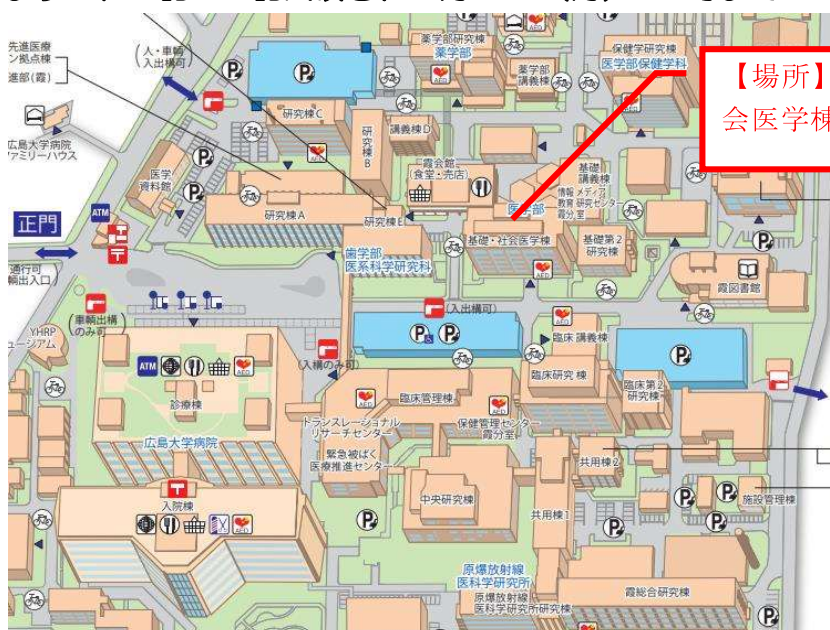 先進医療
ン拠点棟
進部(霞)
人・車輌
入出構可
薬学部研究棟
薬学部
薬学部
講義棟
保健学研究棟
医学部保健学科
【場所】
会医学棟
研究棟C
研究棟B
講義棟D
霞会館
(食堂・売店)
基礎
講義棟
情報 メディア
教育 研究センター
霞分室
医学部
広島大学病院
ファミリーハウス
医学
資料館
研究棟A
研究棟E
基礎・社会医学棟
基礎第2
研究棟
正門
ATM
歯学部
医系科学研究科
霞図書館
通行可
輌出入口
車輌出構
のみ可
(入出構可)
YHRP
ュージアム
(入構のみ可)
臨床 講義棟
ATM
診療棟
臨床研究 棟
臨床第2
研究棟
臨床管理棟
トランスレーショナル
リサーチセンター
保健管理センター
霞分室
広島大学病院
緊急被ばく
医療推進センター
共用棟2
入院棟
中央研究棟
共用棟1
施設管理棟
原爆放射線
医科学研究所
原爆放射線
医科学研究所研究棟
霞総合研究棟